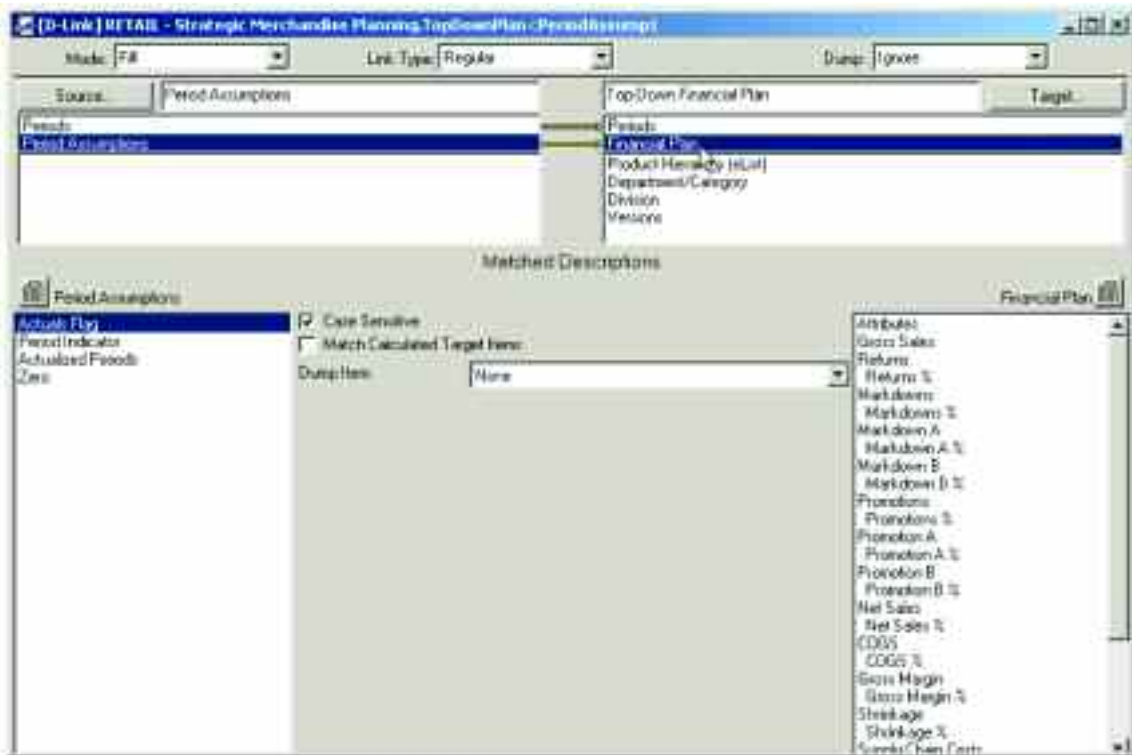 [D-Link] RETAIL - Strategic Merchandise Planning.TopDownPlan <PeriodAssump>
Mode: Fill Link Type: Regular Dump: Ignore
Source... Period Assumptions Top-Down Financial Plan Target...
Periods Periods
Period Assumptions Financial Plan
Product Hierarchy (eList)
Department/Category
Division
Versions
Matched Descriptions
Period Assumptions Financial Plan
Actuals Flag Case Sensitive Attributes
Period Indicator Match Calculated Target Items Gross Sales
Actualized Periods Returns
Zero Dump Item: None Returns %
Markdowns
Markdowns %
Markdown A
Markdown A %
Markdown B
Markdown B %
Promotions
Promotions %
Promotion A
Promotion A %
Promotion B
Promotion B %
Net Sales
Net Sales %
COGS
COGS %
Gross Margin
Gross Margin %
Shrinkage
Shrinkage %
Supply Chain Costs